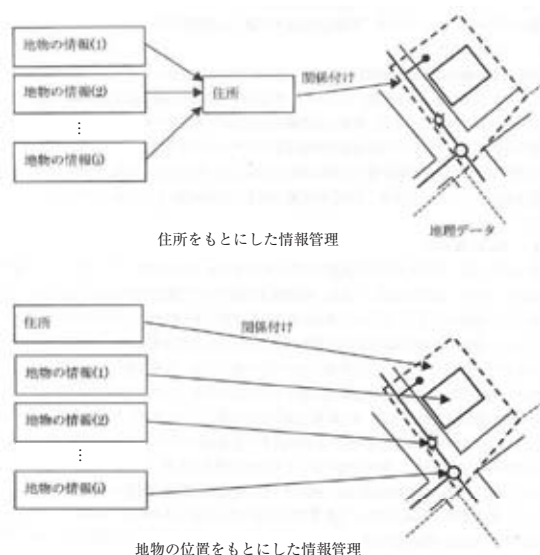 地物の情報(1)
地物の情報(2)
⋮
地物の情報(i)
住所
関係付け
地理データ
住所をもとにした情報管理
住所
地物の情報(1)
地物の情報(2)
⋮
地物の情報(i)
関係付け
地物の位置をもとにした情報管理